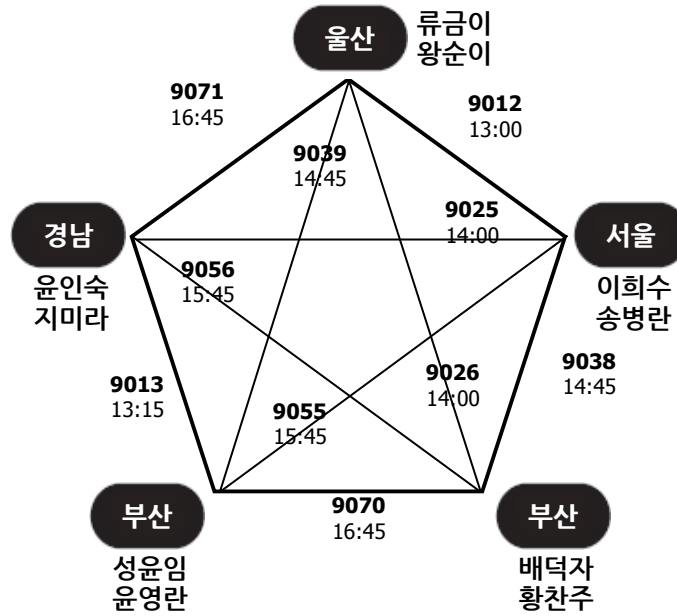 울산
류금이
왕순이
9071
16:45
9012
13:00
9039
14:45
9025
14:00
경남
윤인숙
지미라
서울
이희수
송병란
9056
15:45
9013
13:15
9055
15:45
9026
14:00
9038
14:45
9070
16:45
부산
성윤임
윤영란
부산
배덕자
황찬주